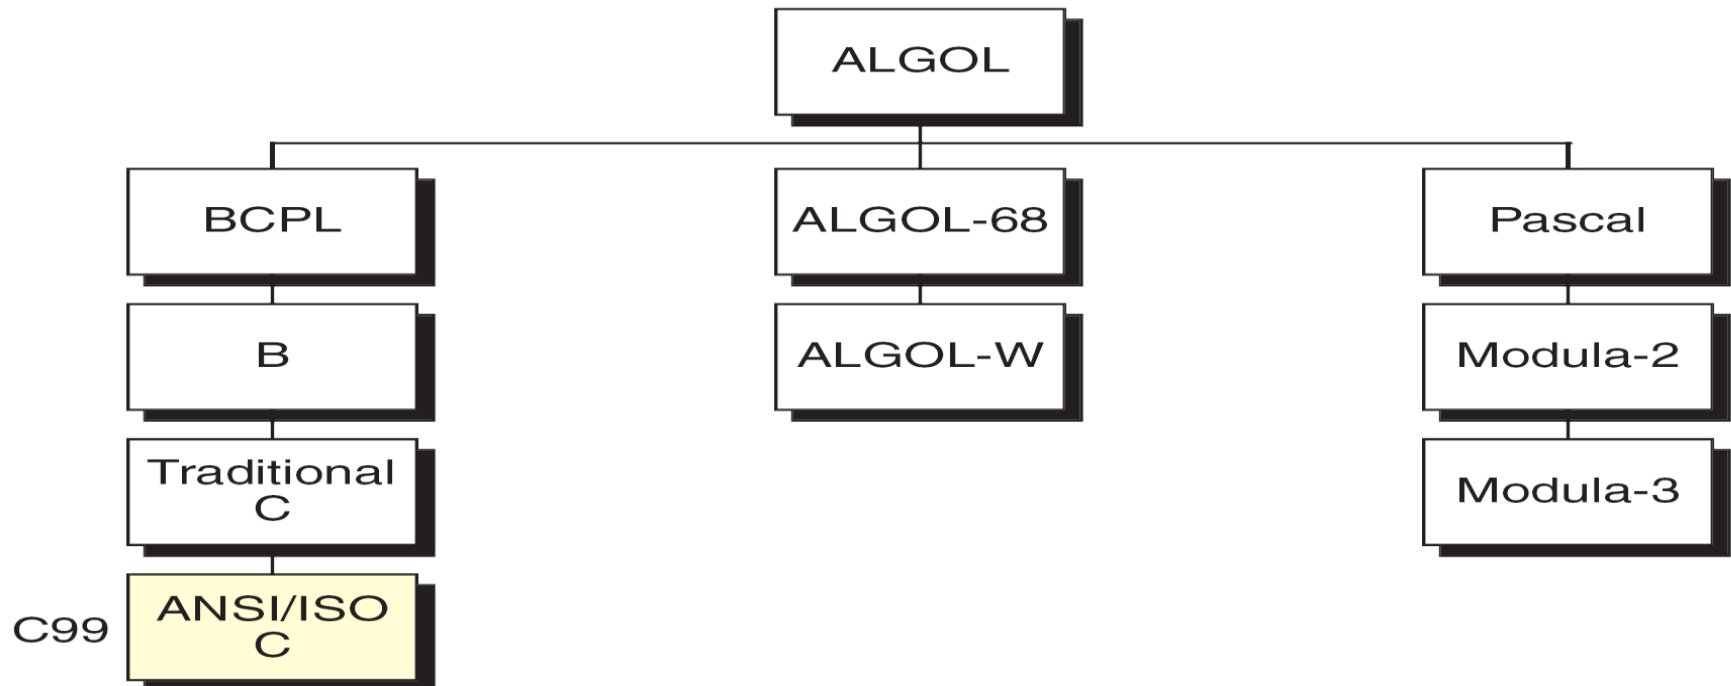 ALGOL
BCPL
ALGOL-68
Pascal
B
ALGOL-W
Modula-2
Traditional
C
Modula-3
C99
ANSI/ISO
C